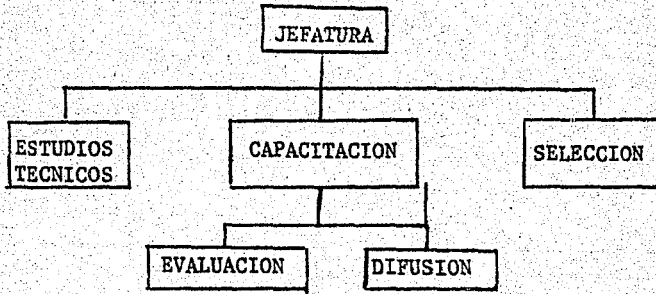 JEFATURA
ESTUDIOS
TECNICOS
CAPACITACION
SELECCION
EVALUACION
DIFUSION